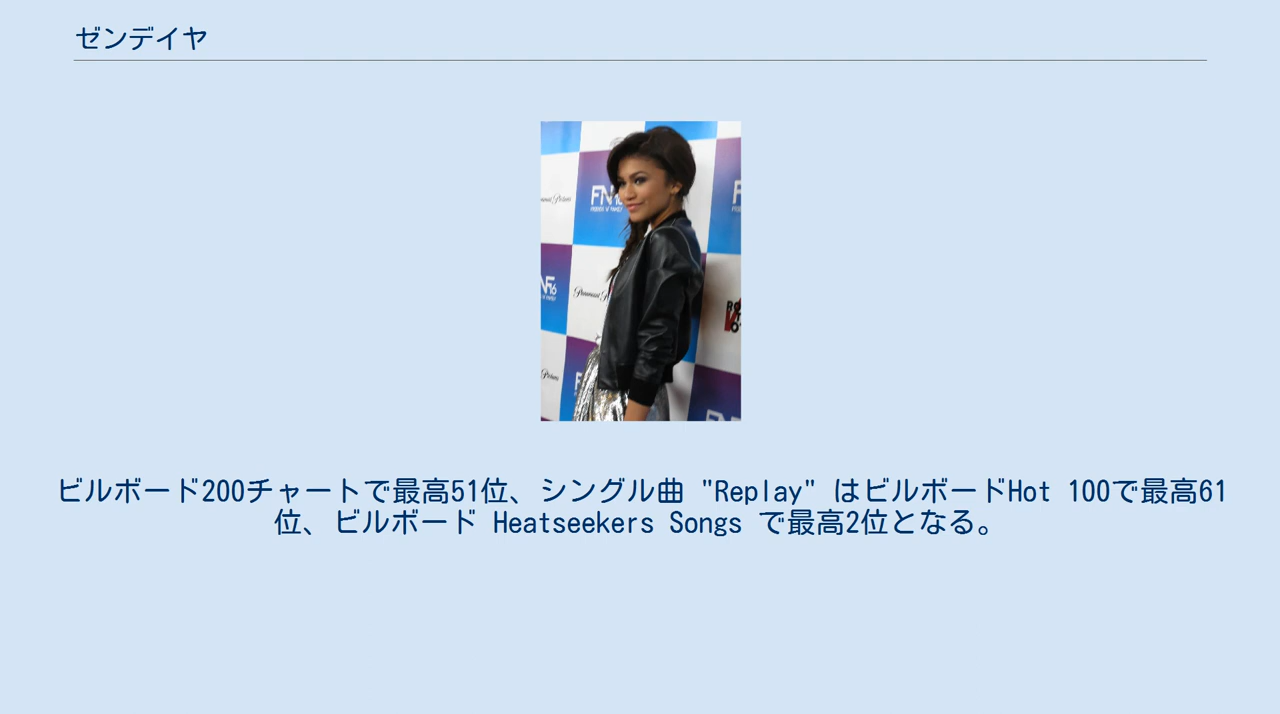 ゼンデイヤ
FN16
Paramount Pictures
ビルボード200チャートで最高51位、シングル曲 "Replay" はビルボードHot 100で最高61
位、ビルボード Heatseekers Songs で最高2位となる。